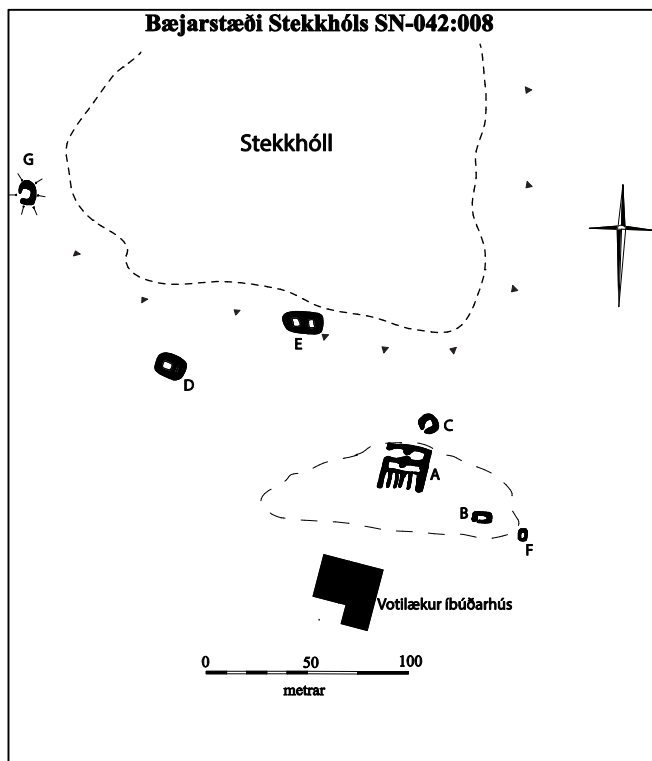 Bæjarstæði Stekkhóls SN-042:008
Stekkhóll
G
E
D
C
A
B
F
Votilækur íbúðarhús
0 50 100
metrar